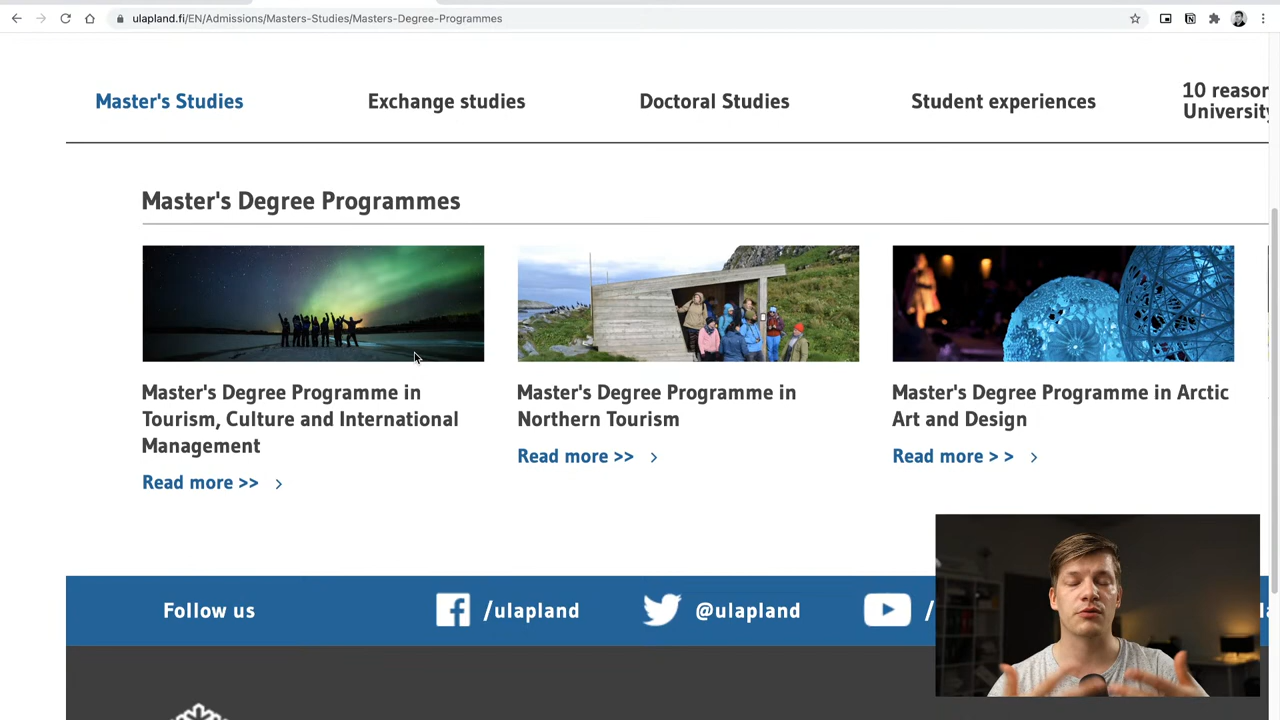 ulapland.fi/EN/Admissions/Masters-Studies/Masters-Degree-Programmes
Master's Studies
Exchange studies
Doctoral Studies
Student experiences
10 reason
University
Master's Degree Programmes
Master's Degree Programme in
Tourism, Culture and International
Management
Read more >>
Master's Degree Programme in
Northern Tourism
Read more >>
Master's Degree Programme in Arctic
Art and Design
Read more > >
Follow us
/ulapland
@ulapland
/